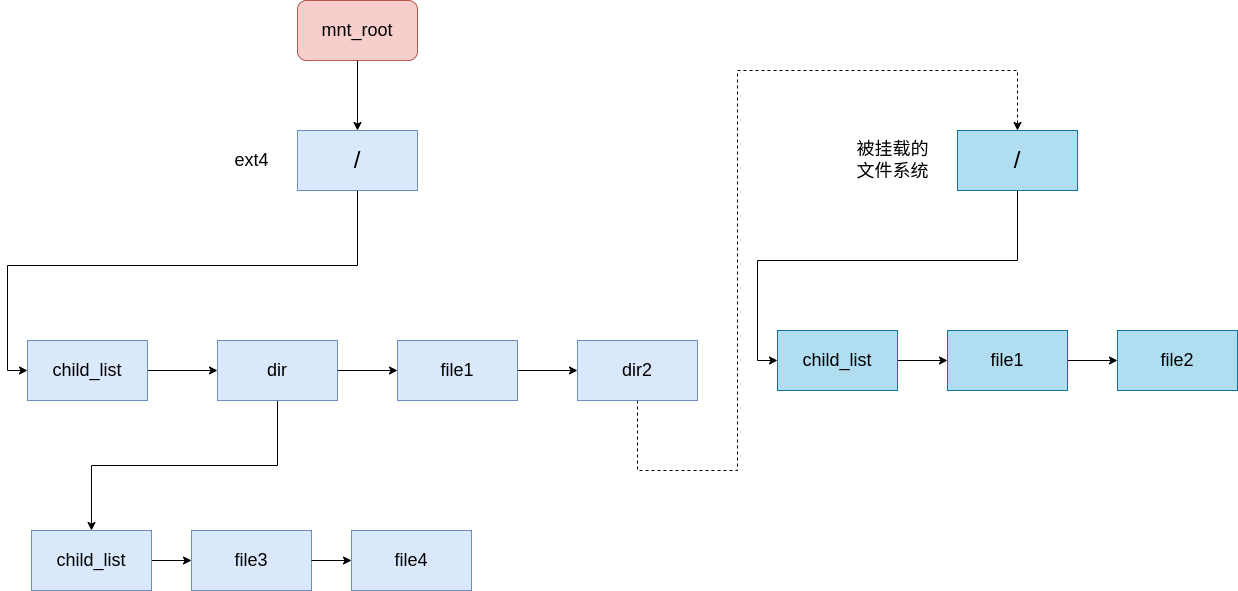 mnt_root
ext4
/
被挂载的
文件系统
/
child_list
dir
file1
dir2
child_list
file1
file2
child_list
file3
file4